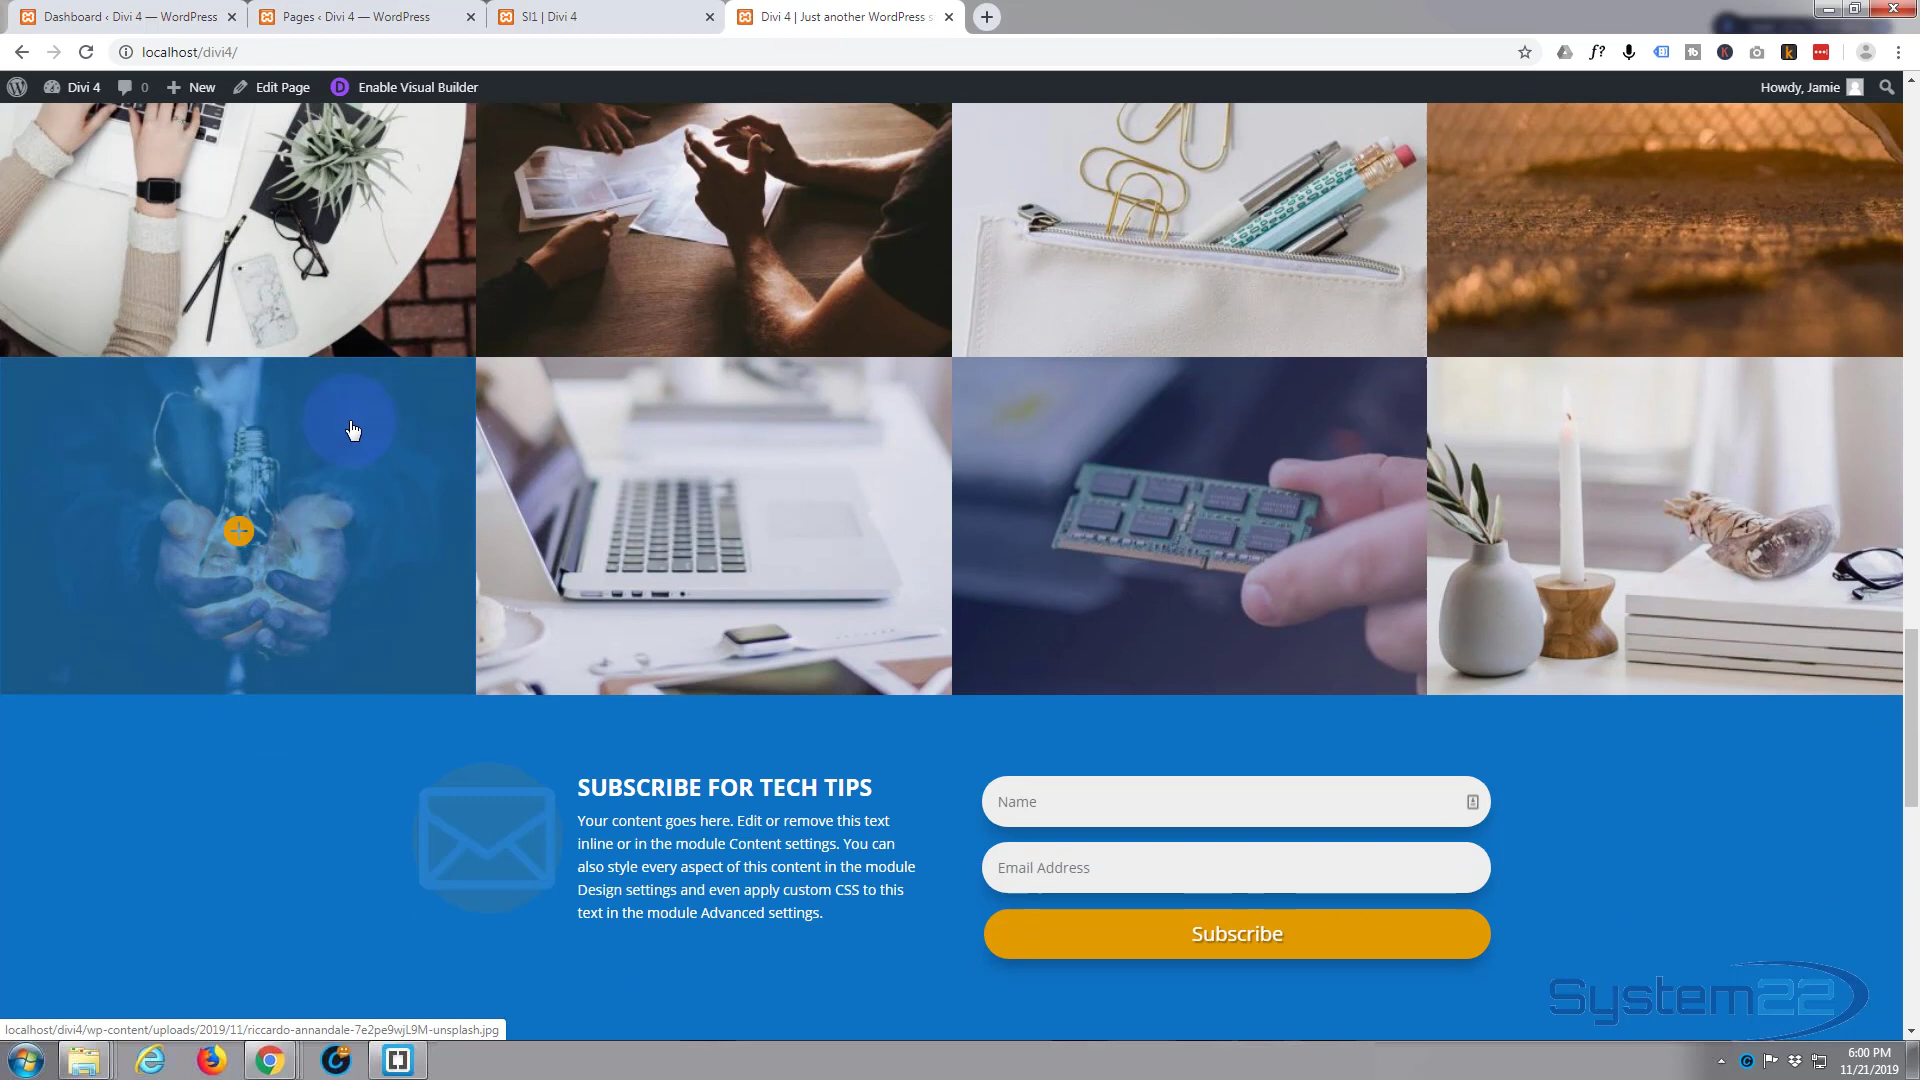 Dashboard ‹ Divi 4 — WordPress
Pages ‹ Divi 4 — WordPress
SI1 | Divi 4
Divi 4 | Just another WordPress s
localhost/divi4/
f?
Divi 4
0
New
Edit Page
D
Enable Visual Builder
Howdy, Jamie
SUBSCRIBE FOR TECH TIPS
Your content goes here. Edit or remove this text
inline or in the module Content settings. You can
also style every aspect of this content in the module
Design settings and even apply custom CSS to this
text in the module Advanced settings.
Name
Email Address
Subscribe
System22
localhost/divi4/wp-content/uploads/2019/11/riccardo-annandale-7e2pe9wjL9M-unsplash.jpg
6:00 PM
11/21/2019